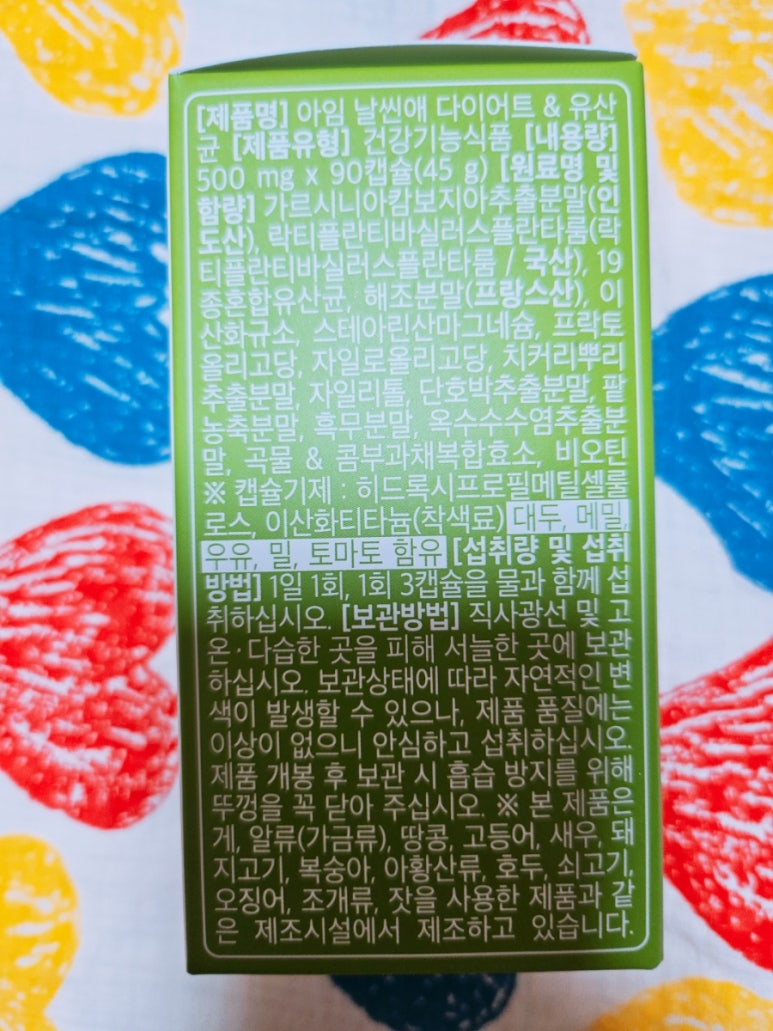 [제품명] 아임 날씬애 다이어트 & 유산
균 [제품유형] 건강기능식품 [내용량]
500 mg x 90캡슐(45 g) [원료명 및
함량] 가르시니아캄보지아추출분말(인
도산), 락티플란티바실러스플란타룸(락
티플란티바실러스플란타룸 / 국산), 19
종혼합유산균, 해조분말(프랑스산), 이
산화규소, 스테아린산마그네슘, 프락토
올리고당, 자일로올리고당, 치커리뿌리
추출분말, 자일리톨, 단호박추출분말, 팥
농축분말, 흑무분말, 옥수수수염추출분
말, 곡물 & 콤부과채복합효소, 비오틴
※ 캡슐기제 : 히드록시프로필메틸셀룰
로스, 이산화티타늄(착색료) 대두, 메밀,
우유, 밀, 토마토 함유 [섭취량 및 섭취
방법] 1일 1회, 1회 3캡슐을 물과 함께 섭
취하십시오. [보관방법] 직사광선 및 고
온·다습한 곳을 피해 서늘한 곳에 보관
하십시오. 보관상태에 따라 자연적인 변
색이 발생할 수 있으나, 제품 품질에는
이상이 없으니 안심하고 섭취하십시오.
제품 개봉 후 보관 시 흡습 방지를 위해
뚜껑을 꼭 닫아 주십시오. ※ 본 제품은
게, 알류(가금류), 땅콩, 고등어, 새우, 돼
지고기, 복숭아, 아황산류, 호두, 쇠고기,
오징어, 조개류, 잣을 사용한 제품과 같
은 제조시설에서 제조하고 있습니다.